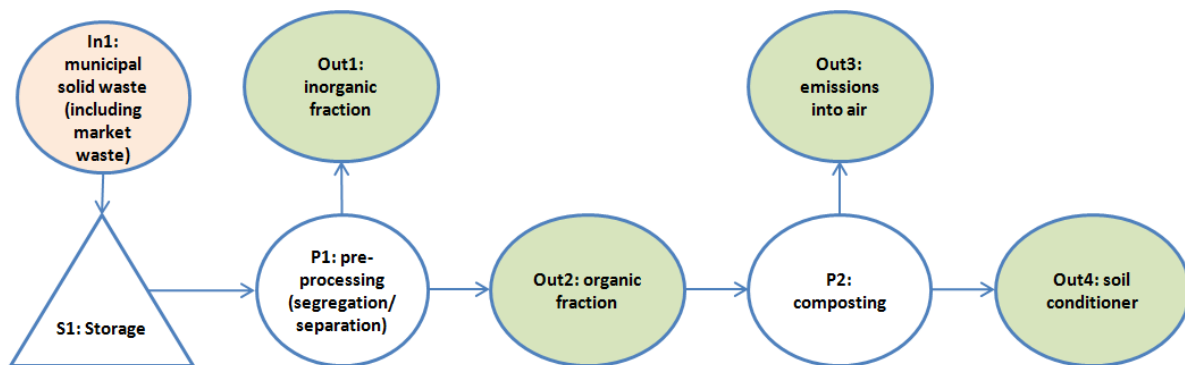 In1:
municipal
solid waste
(including
market
waste)
Out1:
inorganic
fraction
Out3:
emissions
into air
S1: Storage
P1: pre-
processing
(segregation/
separation)
Out2: organic
fraction
P2:
composting
Out4: soil
conditioner